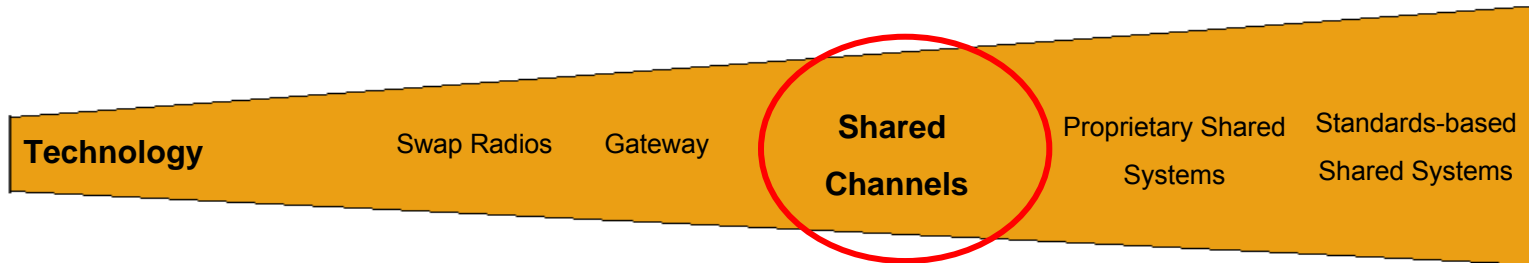 Technology
Swap Radios
Gateway
Shared
Channels
Proprietary Shared
Systems
Standards-based
Shared Systems